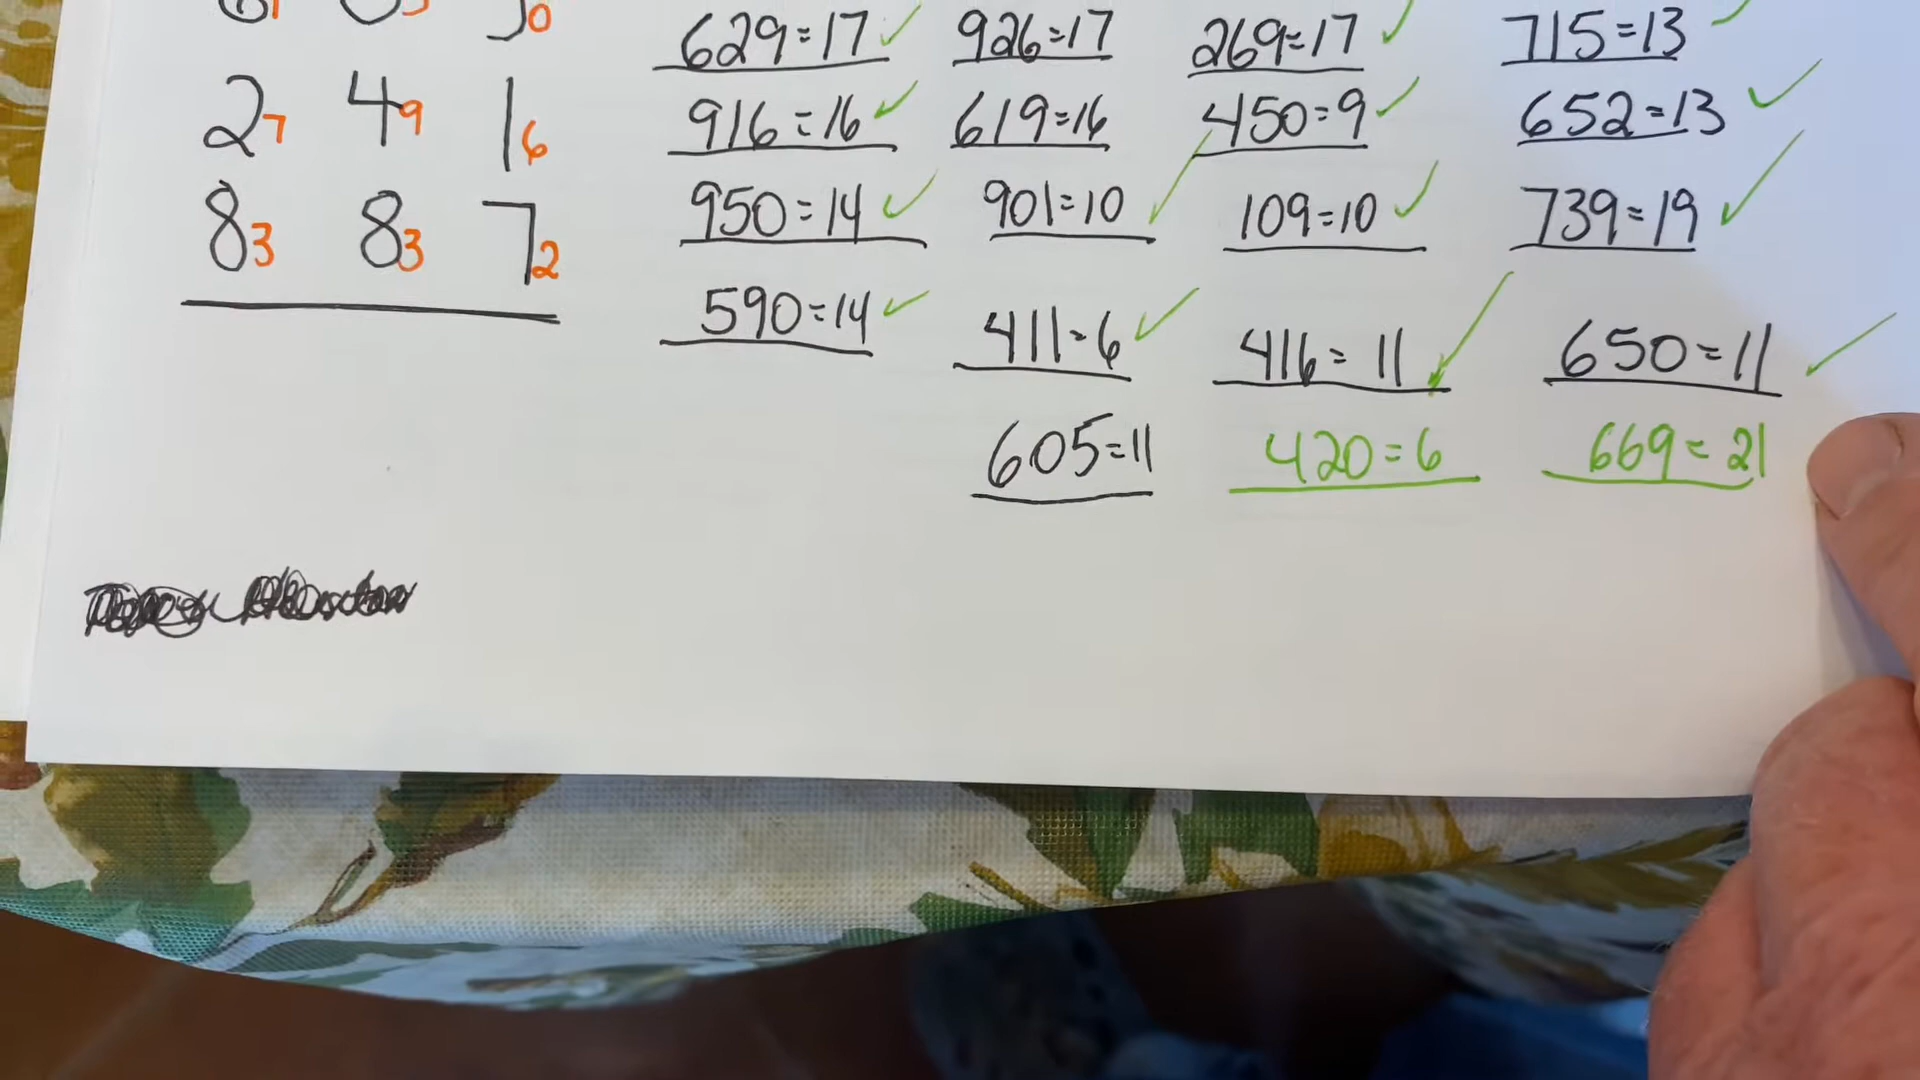 629=17 926=17 269=17 715=13
2 7 4 9 1 6 916=16 619=16 450=9 652=13
8 3 8 3 7 2 950=14 901=10 109=10 739=19
590=14 411=6 416=11 650=11
605=11 420=6 669=21